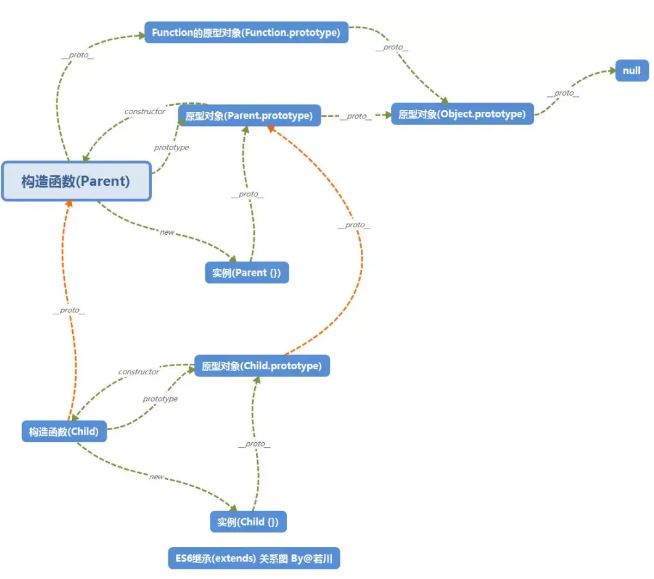 Function的原型对象(Function.prototype)
__proto__
__proto__
null
__proto__
constructor
原型对象(Parent.prototype)
__proto__
原型对象(Object.prototype)
prototype
构造函数(Parent)
__proto__
__proto__
new
实例(Parent {})
__proto__
原型对象(Child.prototype)
constructor
prototype
构造函数(Child)
__proto__
new
实例(Child {})
ES6继承(extends) 关系图 By@若川